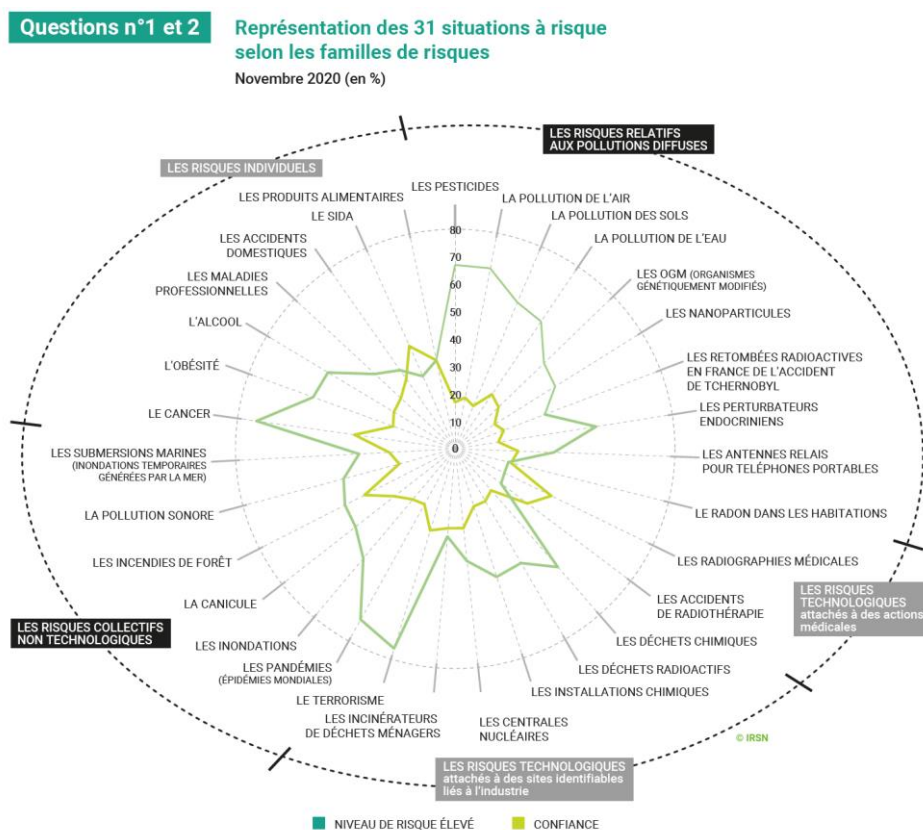 Questions n°1 et 2
Représentation des 31 situations à risque
selon les familles de risques
Novembre 2020 (en %)
LES RISQUES RELATIFS
AUX POLLUTIONS DIFFUSES
LES RISQUES INDIVIDUELS
LES PESTICIDES
LA POLLUTION DE L'AIR
LA POLLUTION DES SOLS
LA POLLUTION DE L'EAU
LES OGM (ORGANISMES
GÉNÉTIQUEMENT MODIFIÉS)
LES NANOPARTICULES
LES RETOMBÉES RADIOACTIVES
EN FRANCE DE L'ACCIDENT
DE TCHERNOBYL
LES PERTURBATEURS
ENDOCRINIENS
LES ANTENNES RELAIS
POUR TELÉPHONES PORTABLES
LE RADON DANS LES HABITATIONS
LES RADIOGRAPHIES MÉDICALES
LES RISQUES
TECHNOLOGIQUES
attachés à des actions
médicales
LES ACCIDENTS
DE RADIOTHÉRAPIE
LES DÉCHETS CHIMIQUES
LES DÉCHETS RADIOACTIFS
LES INSTALLATIONS CHIMIQUES
LES CENTRALES
NUCLÉAIRES
LES RISQUES TECHNOLOGIQUES
attachés à des sites identifiables
liés à l'industrie
LES INCINÉRATEURS
DE DÉCHETS MÉNAGERS
LE TERRORISME
LES PANDÉMIES
(ÉPIDÉMIES MONDIALES)
LES INONDATIONS
LES RISQUES COLLECTIFS
NON TECHNOLOGIQUES
LA CANICULE
LES INCENDIES DE FORÊT
LA POLLUTION SONORE
LES SUBMERSIONS MARINES
(INONDATIONS TEMPORAIRES
GÉNÉRÉES PAR LA MER)
LE CANCER
L'OBÉSITÉ
L'ALCOOL
LES MALADIES
PROFESSIONNELLES
LES ACCIDENTS
DOMESTIQUES
LE SIDA
LES PRODUITS ALIMENTAIRES
80
70
60
50
40
30
20
10
0
© IRSN
NIVEAU DE RISQUE ÉLEVÉ
CONFIANCE